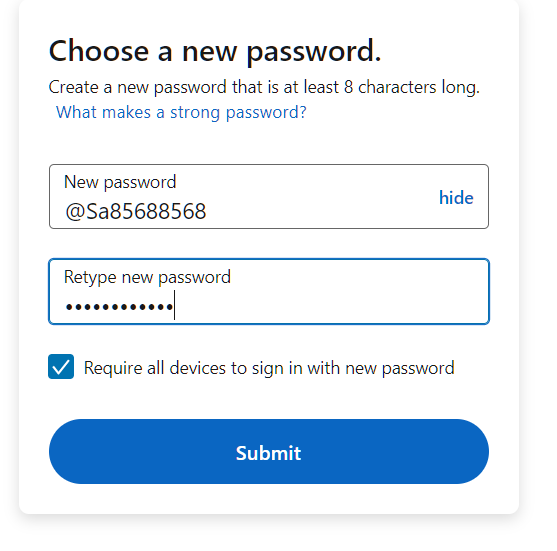 Choose a new password.
Create a new password that is at least 8 characters long.
What makes a strong password?
New password
@Sa85688568
hide
Retype new password
••••••••••••
Require all devices to sign in with new password
Submit